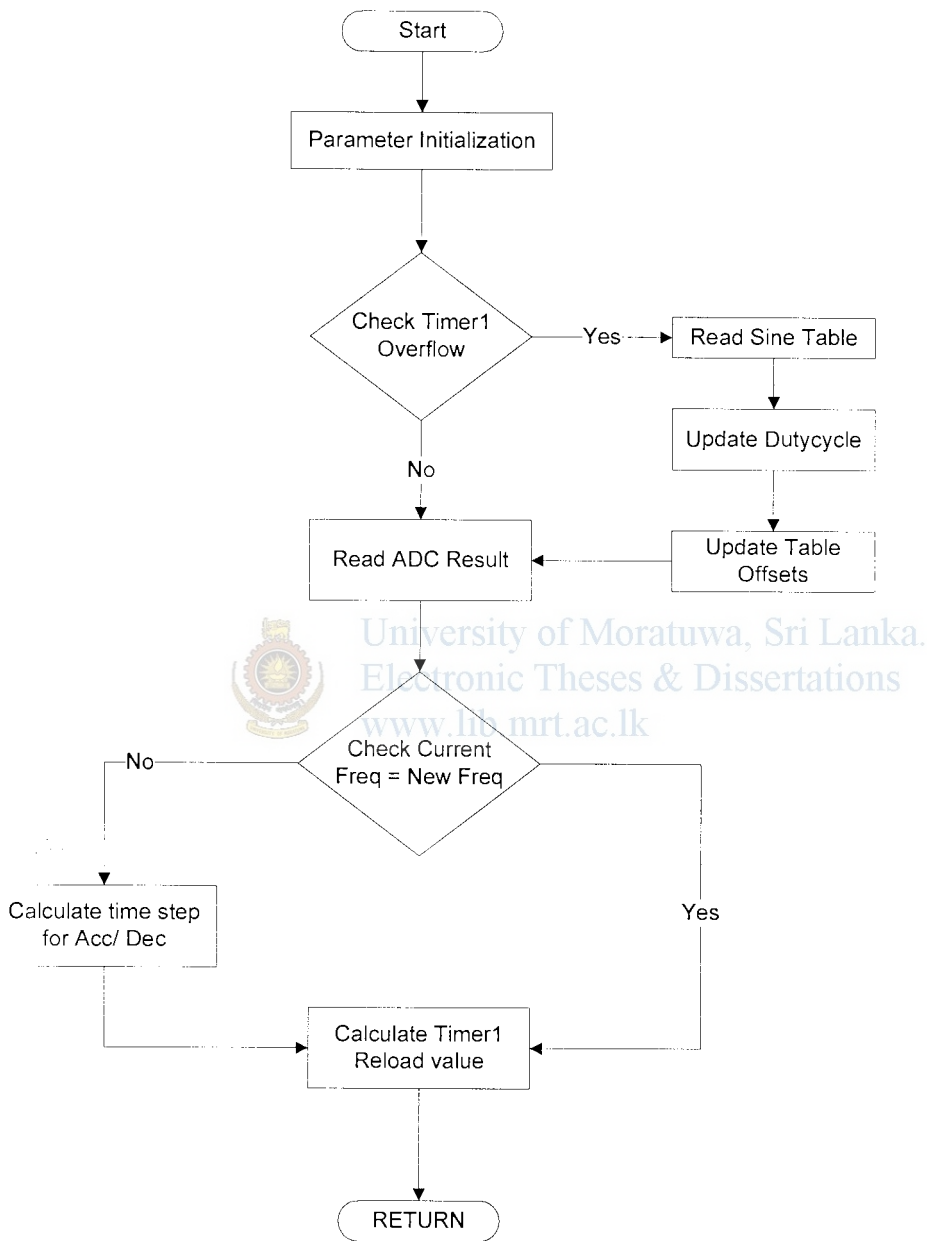 Start
Parameter Initialization
Check Timer1
Overflow
Yes
Read Sine Table
Update Dutycycle
No
Update Table
Offsets
Read ADC Result
University of Moratuwa, Sri Lanka.
Electronic Theses & Dissertations
www.lib.mrt.ac.lk
Check Current
Freq = New Freq
No
Calculate time step
for Acc/ Dec
Yes
Calculate Timer1
Reload value
RETURN